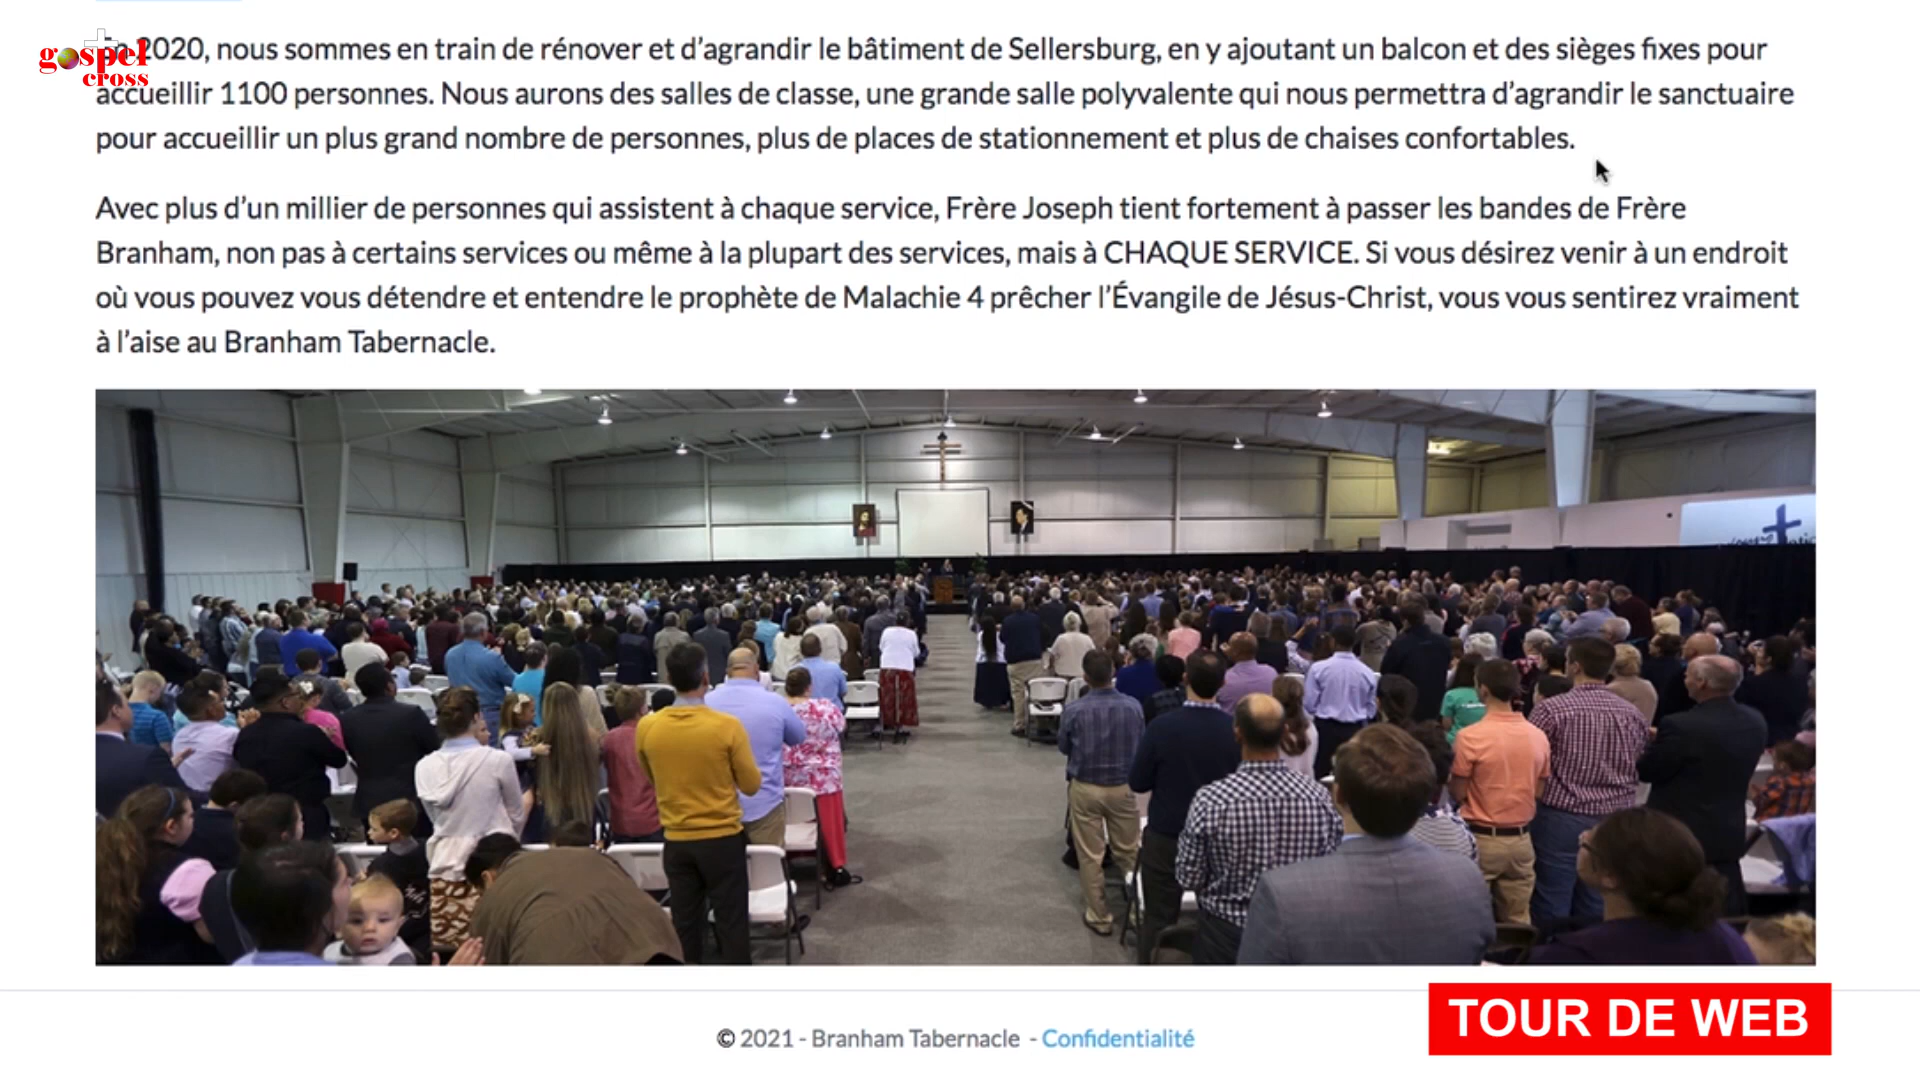 gospel
cross
En 2020, nous sommes en train de rénover et d’agrandir le bâtiment de Sellersburg, en y ajoutant un balcon et des sièges fixes pour
accueillir 1100 personnes. Nous aurons des salles de classe, une grande salle polyvalente qui nous permettra d’agrandir le sanctuaire
pour accueillir un plus grand nombre de personnes, plus de places de stationnement et plus de chaises confortables.
Avec plus d’un millier de personnes qui assistent à chaque service, Frère Joseph tient fortement à passer les bandes de Frère
Branham, non pas à certains services ou même à la plupart des services, mais à CHAQUE SERVICE. Si vous désirez venir à un endroit
où vous pouvez vous détendre et entendre le prophète de Malachie 4 prêcher l’Évangile de Jésus-Christ, vous vous sentirez vraiment
à l’aise au Branham Tabernacle.
© 2021 - Branham Tabernacle - Confidentialité
TOUR DE WEB